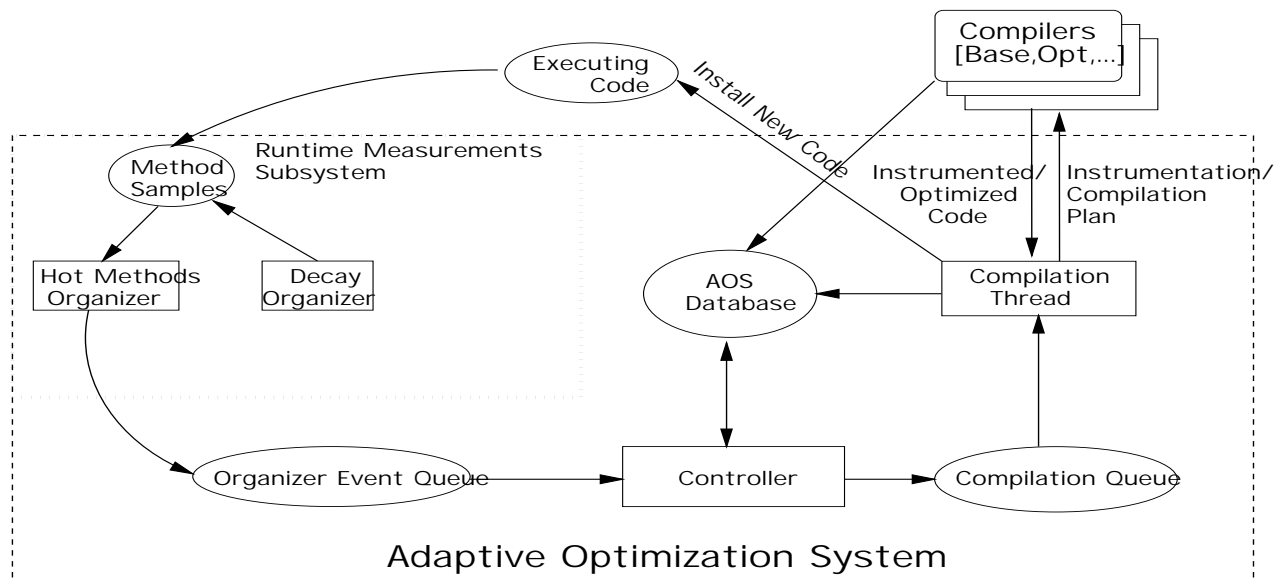 Compilers
[Base,Opt,...]
Executing
Code
Install New Code
Method
Samples
Runtime Measurements
Subsystem
Instrumented/
Optimized
Code
Instrumentation/
Compilation
Plan
Hot Methods
Organizer
Decay
Organizer
AOS
Database
Compilation
Thread
Organizer Event Queue
Controller
Compilation Queue
Adaptive Optimization System